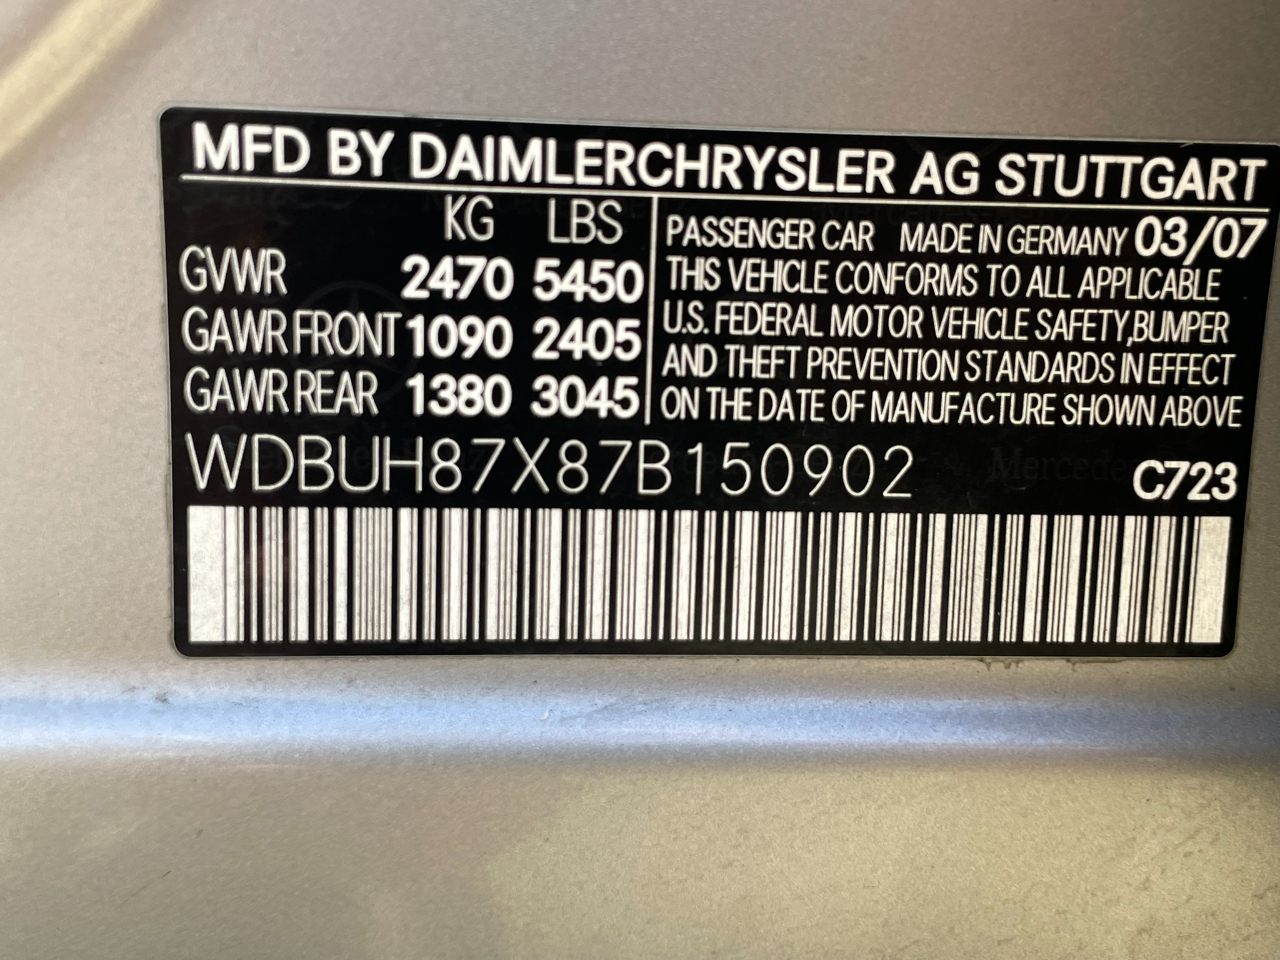 MFD BY DAIMLERCHRYSLER AG STUTTGART
KG LBS
GVWR 2470 5450
GAWR FRONT 1090 2405
GAWR REAR 1380 3045
PASSENGER CAR MADE IN GERMANY 03/07
THIS VEHICLE CONFORMS TO ALL APPLICABLE
U.S. FEDERAL MOTOR VEHICLE SAFETY,BUMPER
AND THEFT PREVENTION STANDARDS IN EFFECT
ON THE DATE OF MANUFACTURE SHOWN ABOVE
WDBUH87X87B150902 C723